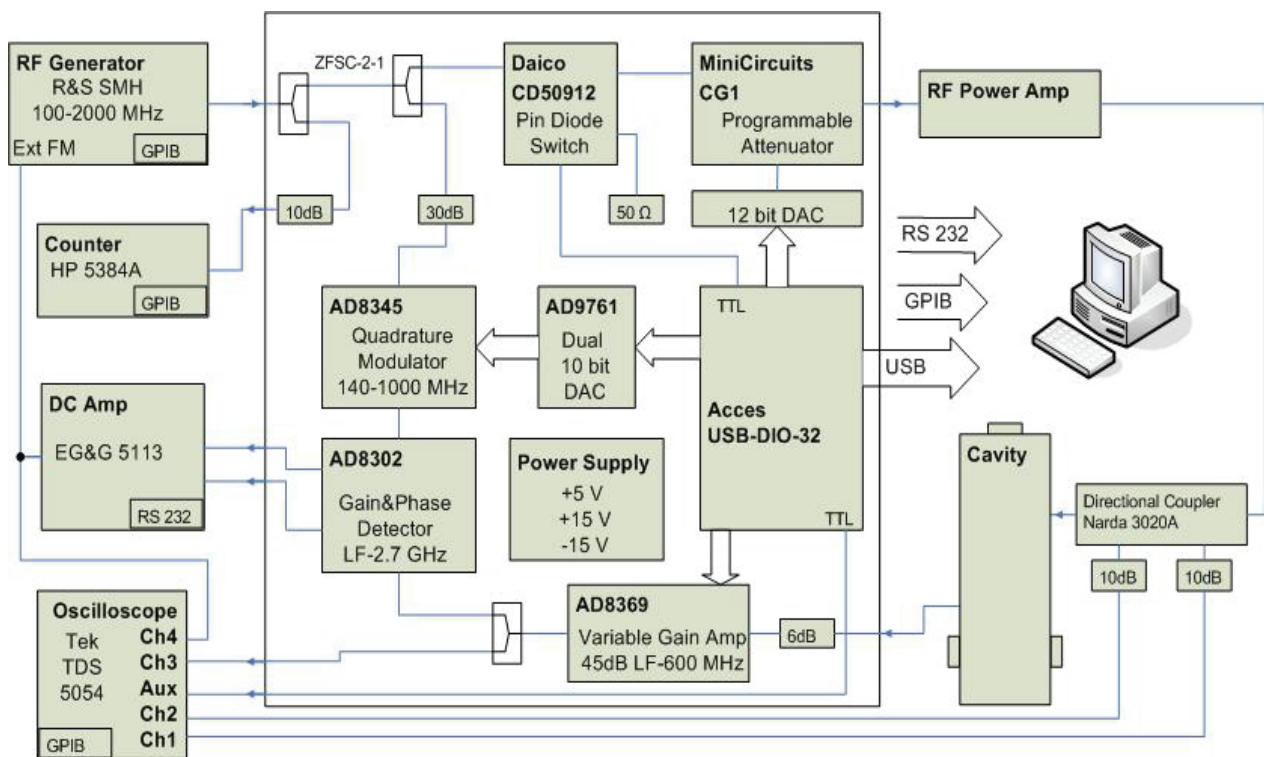 RF Generator
R&S SMH
100-2000 MHz
Ext FM
GPIB
ZFSC-2-1
Daico
CD50912
Pin Diode
Switch
MiniCircuits
CG1
Programmable
Attenuator
RF Power Amp
10dB
30dB
50 Ω
12 bit DAC
Counter
HP 5384A
GPIB
RS 232
GPIB
USB
AD8345
Quadrature
Modulator
140-1000 MHz
AD9761
Dual
10 bit
DAC
TTL
Acces
USB-DIO-32
TTL
DC Amp
EG&G 5113
RS 232
AD8302
Gain&Phase
Detector
LF-2.7 GHz
Power Supply
+5 V
+15 V
-15 V
Cavity
Directional Coupler
Narda 3020A
10dB
10dB
Oscilloscope
Tek
TDS
5054
Ch4
Ch3
Aux
Ch2
Ch1
GPIB
AD8369
Variable Gain Amp
45dB LF-600 MHz
6dB